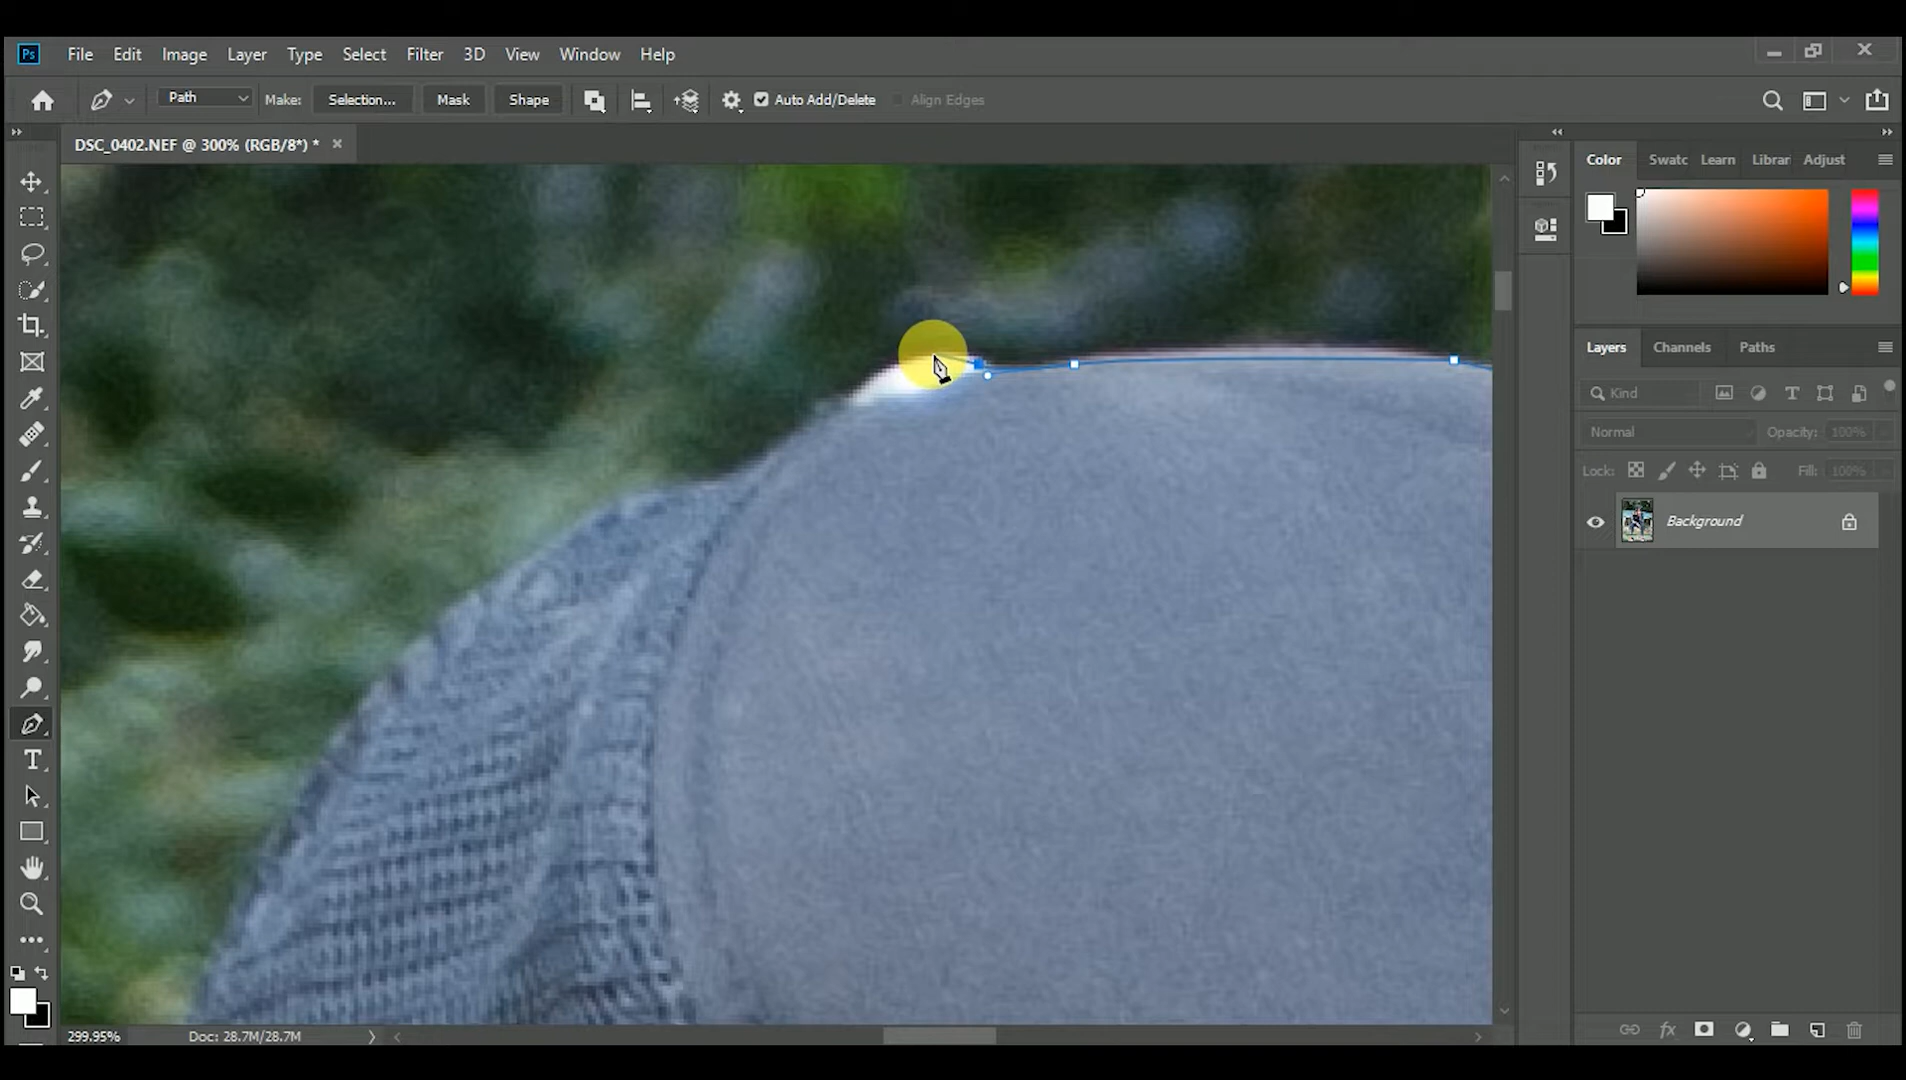 Ps File Edit Image Layer Type Select Filter 3D View Window Help
Path Make: Selection... Mask Shape Auto Add/Delete Align Edges
DSC_0402.NEF @ 300% (RGB/8*) * ×
Color Swatc Learn Librar Adjust
Layers Channels Paths
Kind
Normal Opacity: 100%
Lock: Fill: 100%
Background
T
fx
299.95% Doc: 28.7M/28.7M